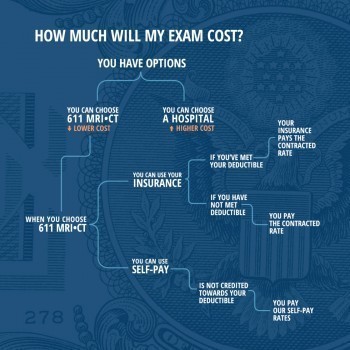 HOW MUCH WILL MY EXAM COST?
YOU HAVE OPTIONS
YOU CAN CHOOSE
611 MRI•CT
↓ LOWER COST
YOU CAN CHOOSE
A HOSPITAL
↑ HIGHER COST
WHEN YOU CHOOSE
611 MRI•CT
YOU CAN USE YOUR
INSURANCE
IF YOU'VE MET
YOUR DEDUCTIBLE
YOUR
INSURANCE
PAYS THE
CONTRACTED
RATE
IF YOU HAVE
NOT MET
DEDUCTIBLE
YOU PAY
THE CONTRACTED
RATE
YOU CAN USE
SELF-PAY
IS NOT CREDITED
TOWARDS YOUR
DEDUCTIBLE
YOU PAY
OUR SELF-PAY
RATES
278